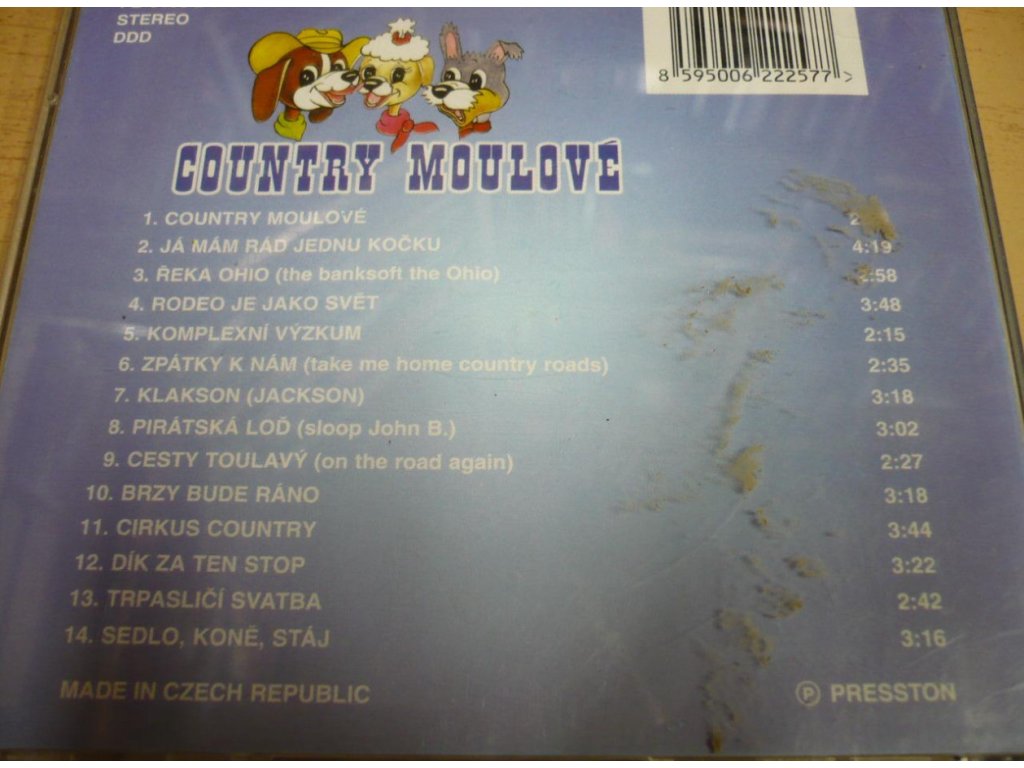 STEREO
DDD
8 595006 222577 >
COUNTRY MOULOVÉ
1. COUNTRY MOULOVÉ
2. JÁ MÁM RÁD JEDNU KOČKU 4:19
3. ŘEKA OHIO (the banksoft the Ohio) :58
4. RODEO JE JAKO SVĚT 3:48
5. KOMPLEXNÍ VÝZKUM 2:15
6. ZPÁTKY K NÁM (take me home country roads) 2:35
7. KLAKSON (JACKSON) 3:18
8. PIRÁTSKÁ LOĎ (sloop John B.) 3:02
9. CESTY TOULAVÝ (on the road again) 2:27
10. BRZY BUDE RÁNO 3:18
11. CIRKUS COUNTRY 3:44
12. DÍK ZA TEN STOP 3:22
13. TRPASLIČÍ SVATBA 2:42
14. SEDLO, KONĚ, STÁJ 3:16
MADE IN CZECH REPUBLIC ℗ PRESSTON